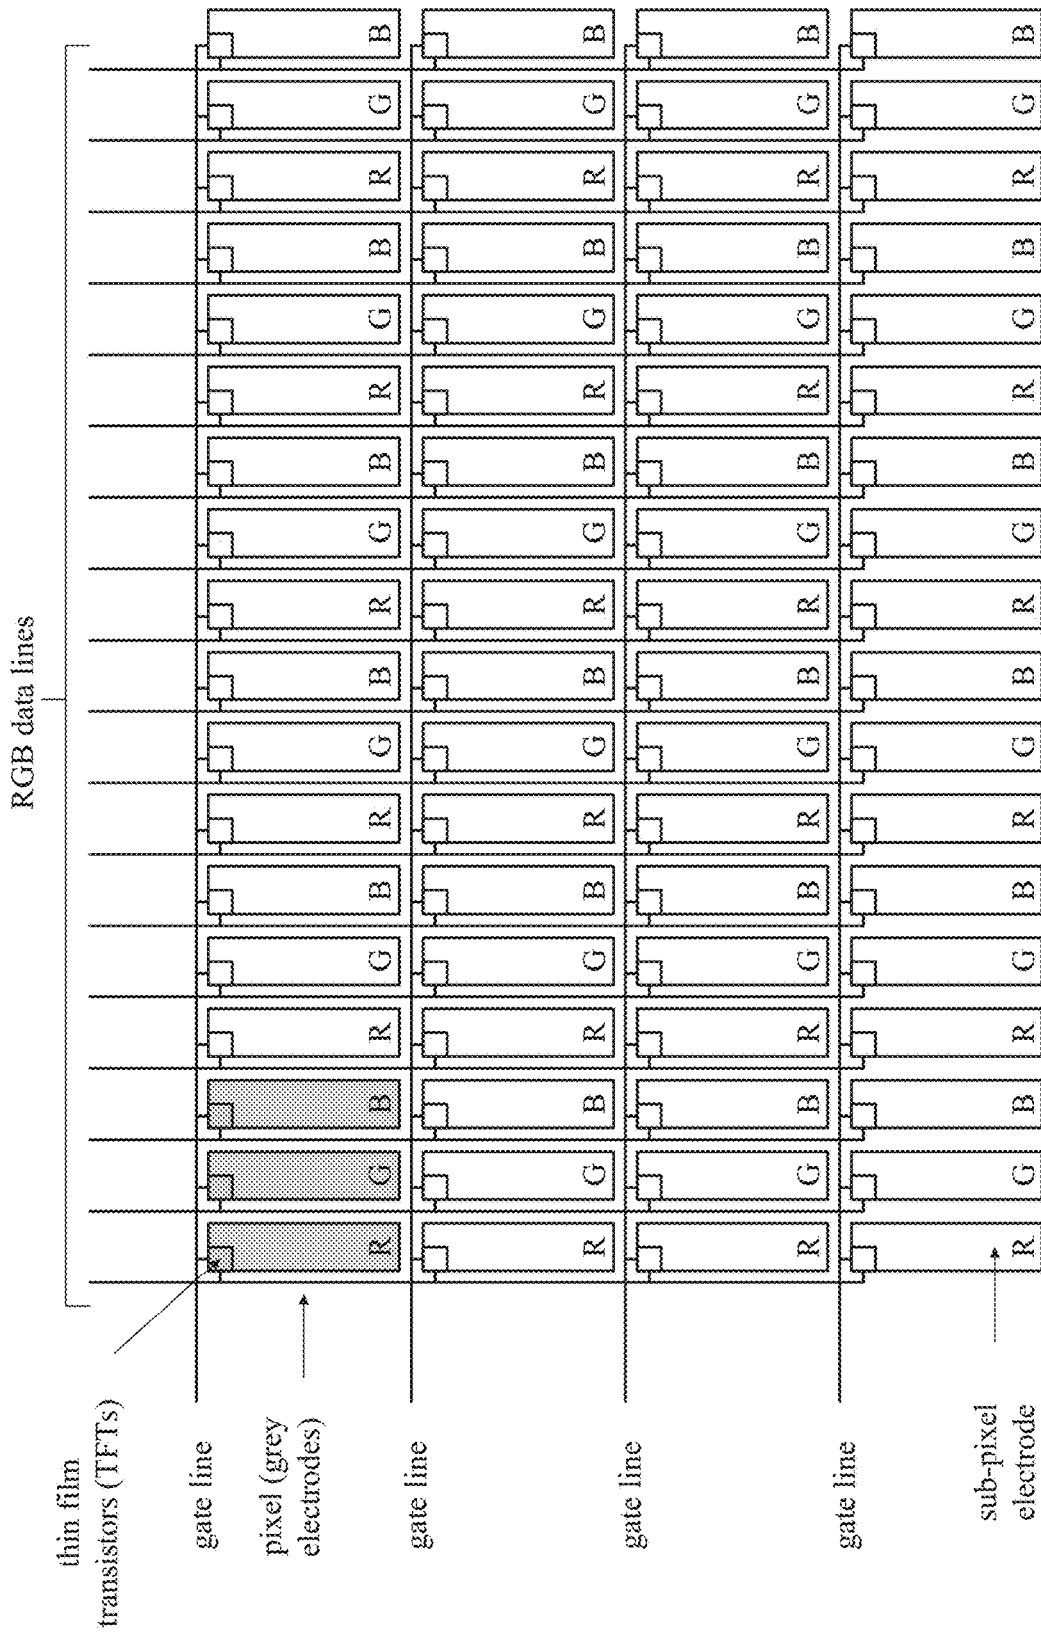 RGB data lines
thin film
transistors (TFTs)
gate line
pixel (grey
electrodes)
R G B R G B R G B R G B R G B R G B
gate line
R G B R G B R G B R G B R G B R G B
gate line
R G B R G B R G B R G B R G B R G B
gate line
sub-pixel
electrode
R G B R G B R G B R G B R G B R G B